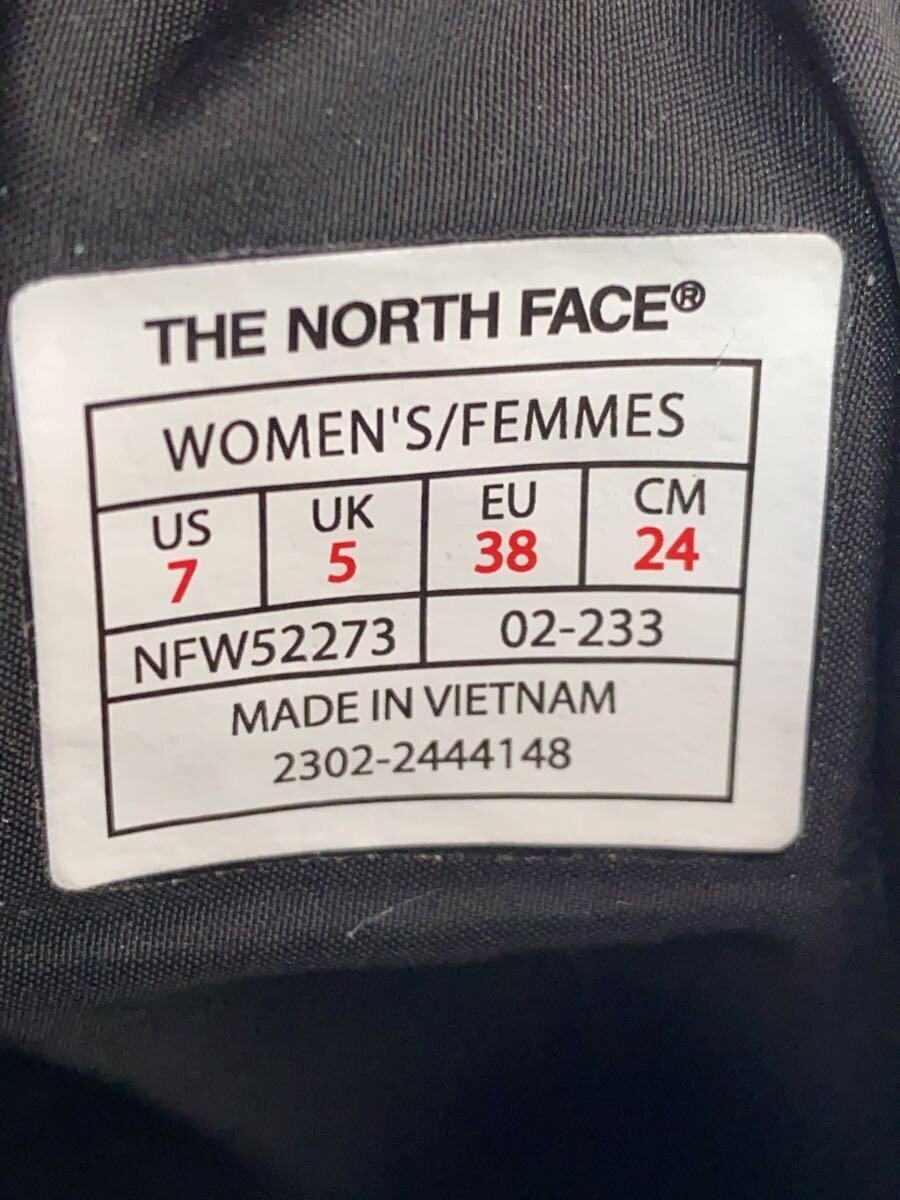 THE NORTH FACE®
WOMEN'S/FEMMES
US UK EU CM
7 5 38 24
NFW52273 02-233
MADE IN VIETNAM
2302-2444148